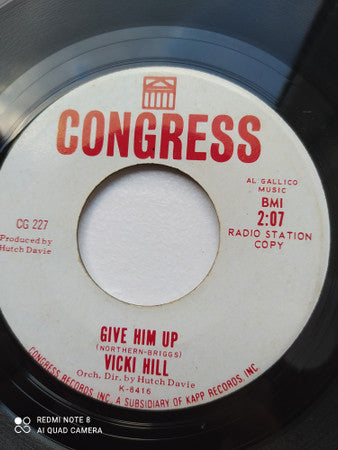 CONGRESS
AL GALLICO
MUSIC
BMI
2:07
RADIO STATION
COPY
CG 227
Produced by
Hutch Davie
GIVE HIM UP
(NORTHERN-BRIGGS)
VICKI HILL
Orch. Dir. by Hutch Davie
K-8416
CONGRESS RECORDS, INC. A SUBSIDIARY OF KAPP RECORDS, INC
REDMI NOTE 8
AI QUAD CAMERA